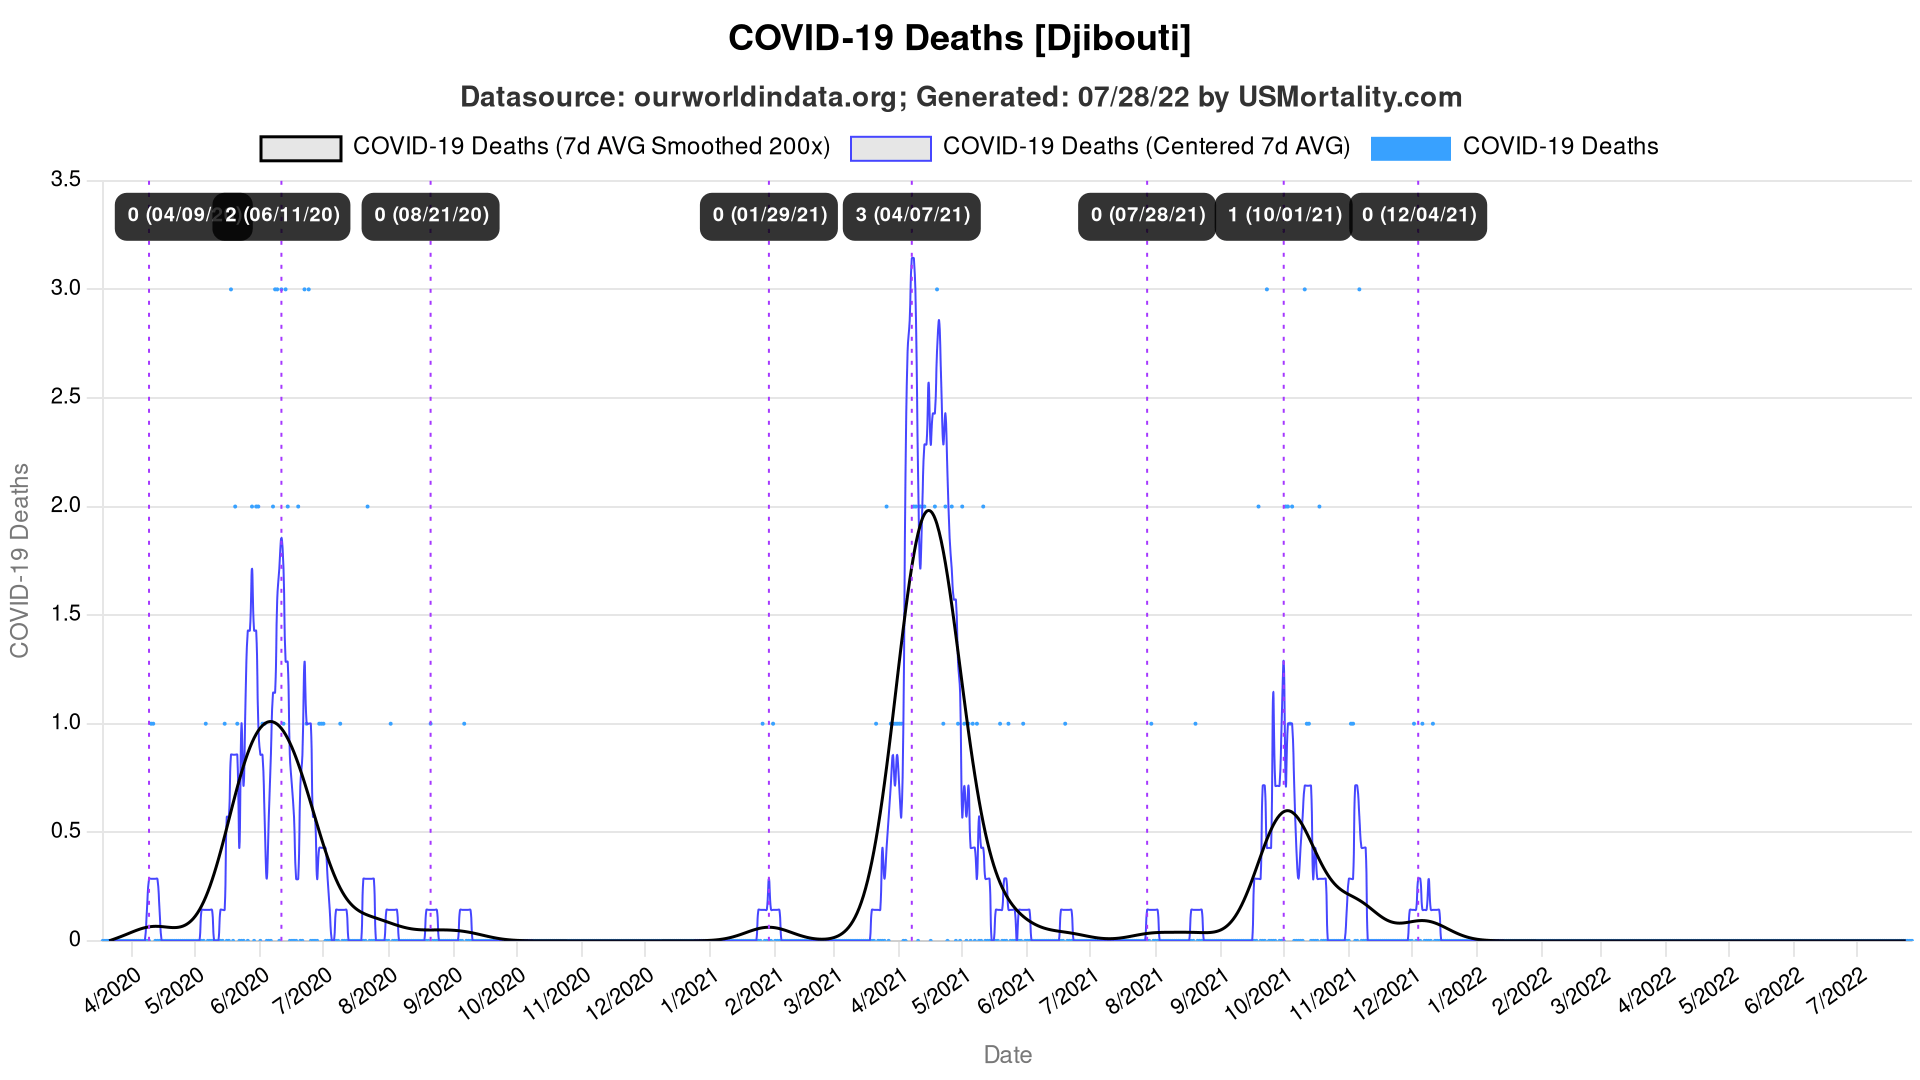 COVID-19 Deaths [Djibouti]
Datasource: ourworldindata.org; Generated: 07/28/22 by USMortality.com
COVID-19 Deaths (7d AVG Smoothed 200x) COVID-19 Deaths (Centered 7d AVG) COVID-19 Deaths
3.5
0 (04/09/ 2 (06/11/20) 0 (08/21/20) 0 (01/29/21) 3 (04/07/21) 0 (07/28/21) 1 (10/01/21) 0 (12/04/21)
3.0
2.5
2.0
1.5
1.0
0.5
0
COVID-19 Deaths
4/2020 5/2020 6/2020 7/2020 8/2020 9/2020 10/2020 11/2020 12/2020 1/2021 2/2021 3/2021 4/2021 5/2021 6/2021 7/2021 8/2021 9/2021 10/2021 11/2021 12/2021 1/2022 2/2022 3/2022 4/2022 5/2022 6/2022 7/2022
Date